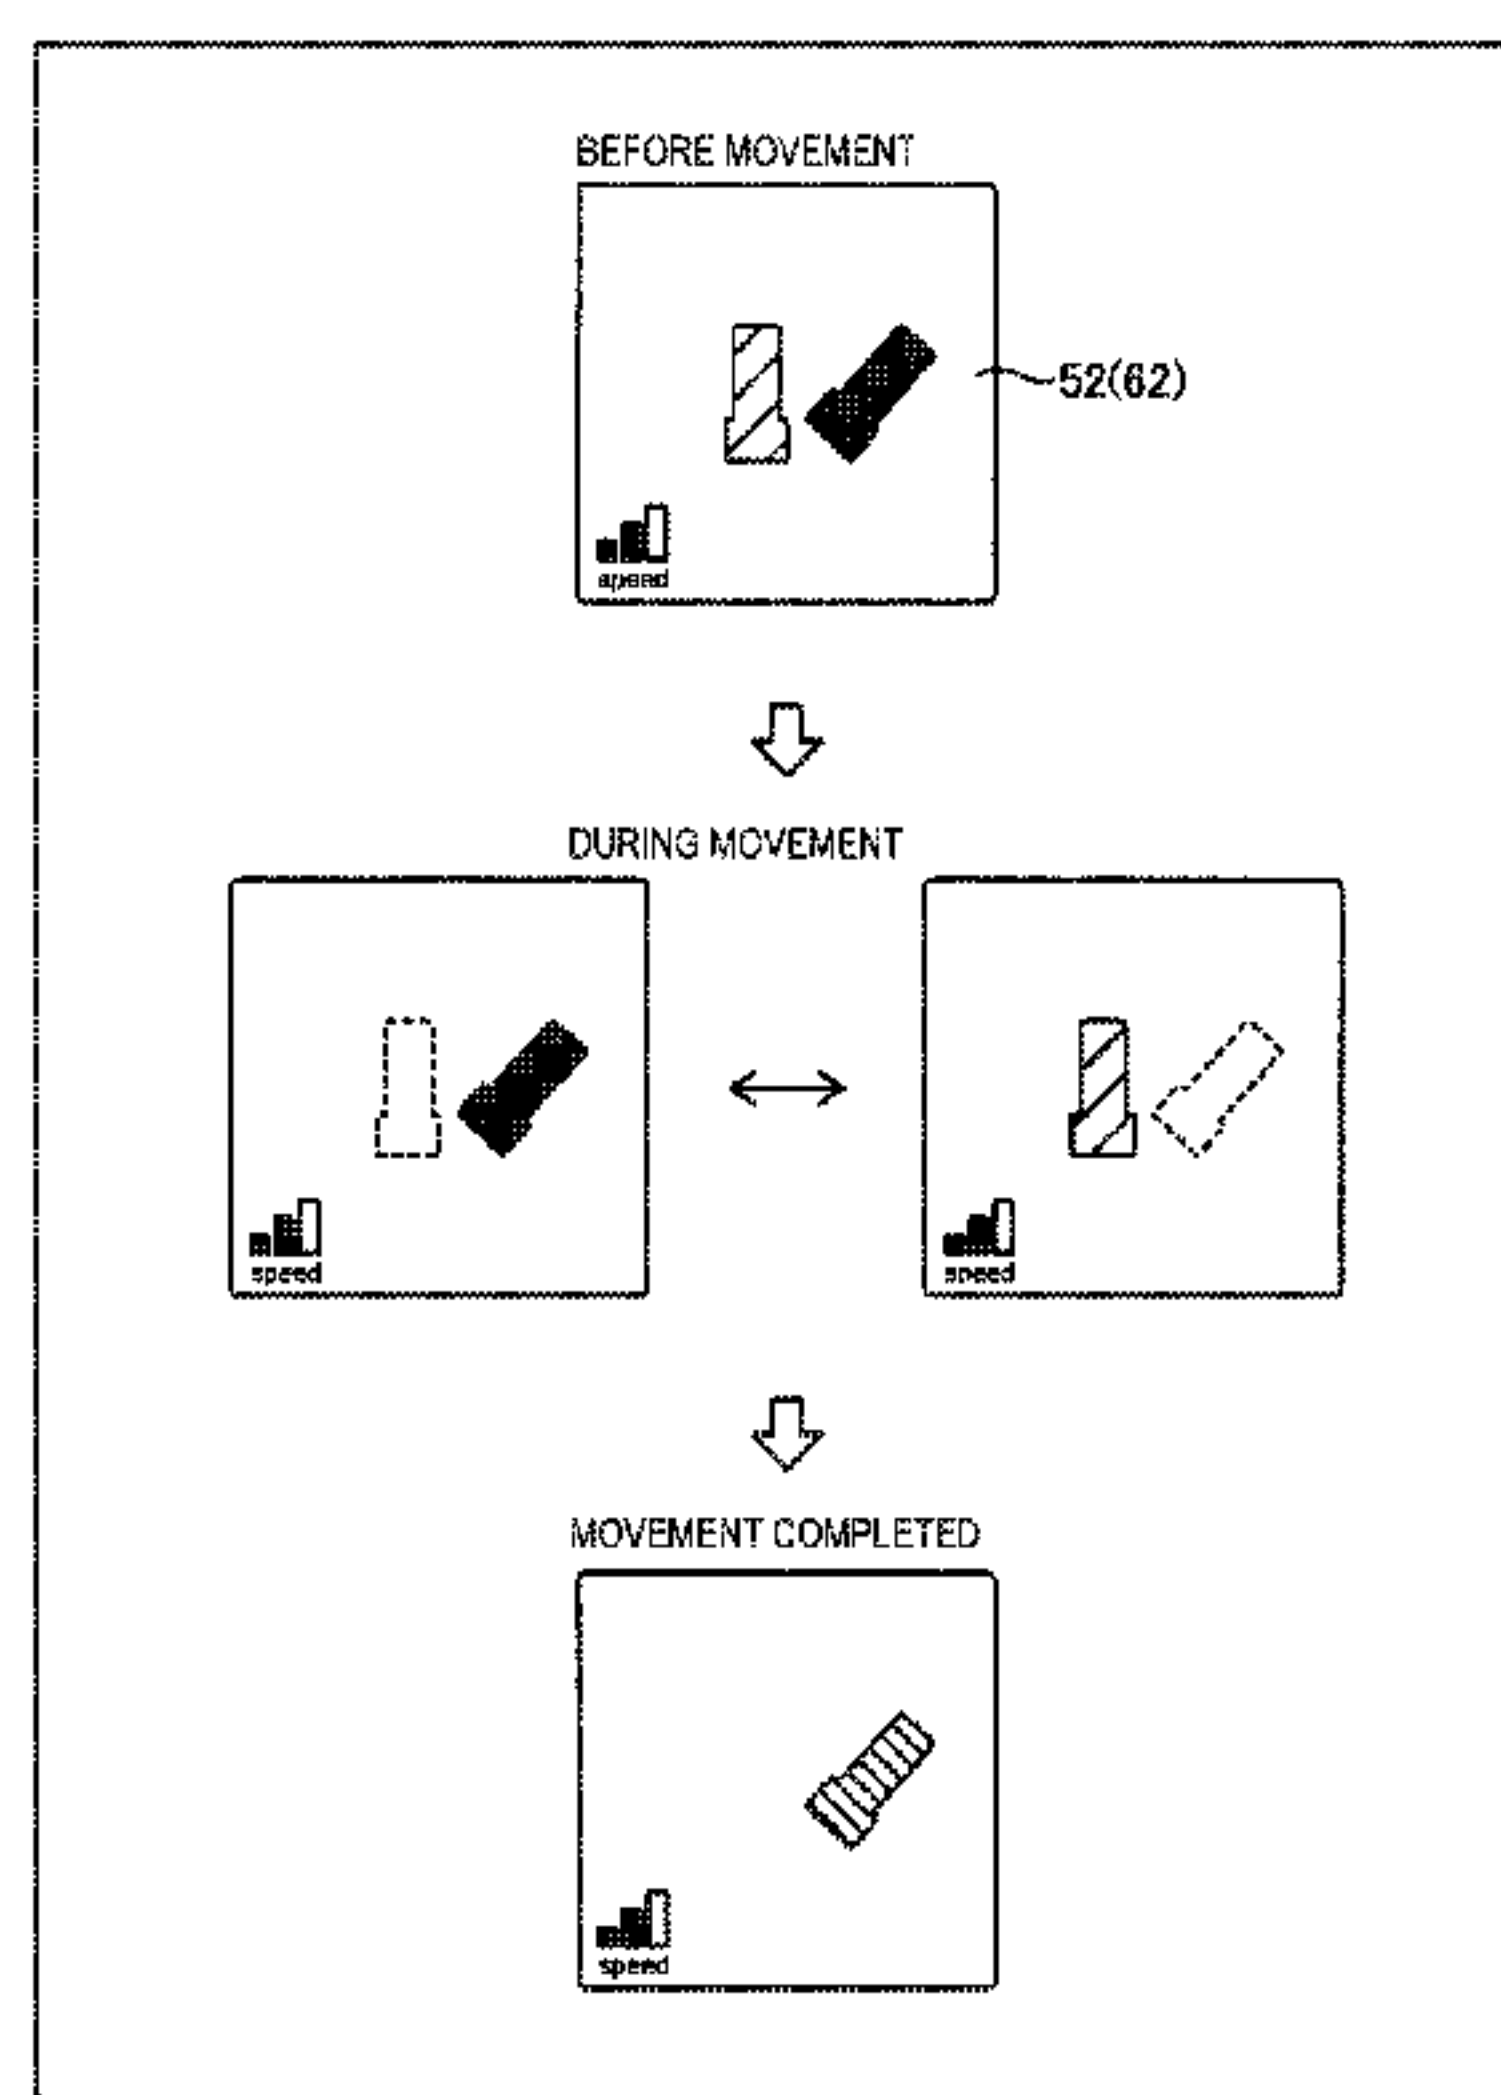 BEFORE MOVEMENT
52(62)
speed
DURING MOVEMENT
speed
speed
MOVEMENT COMPLETED
speed